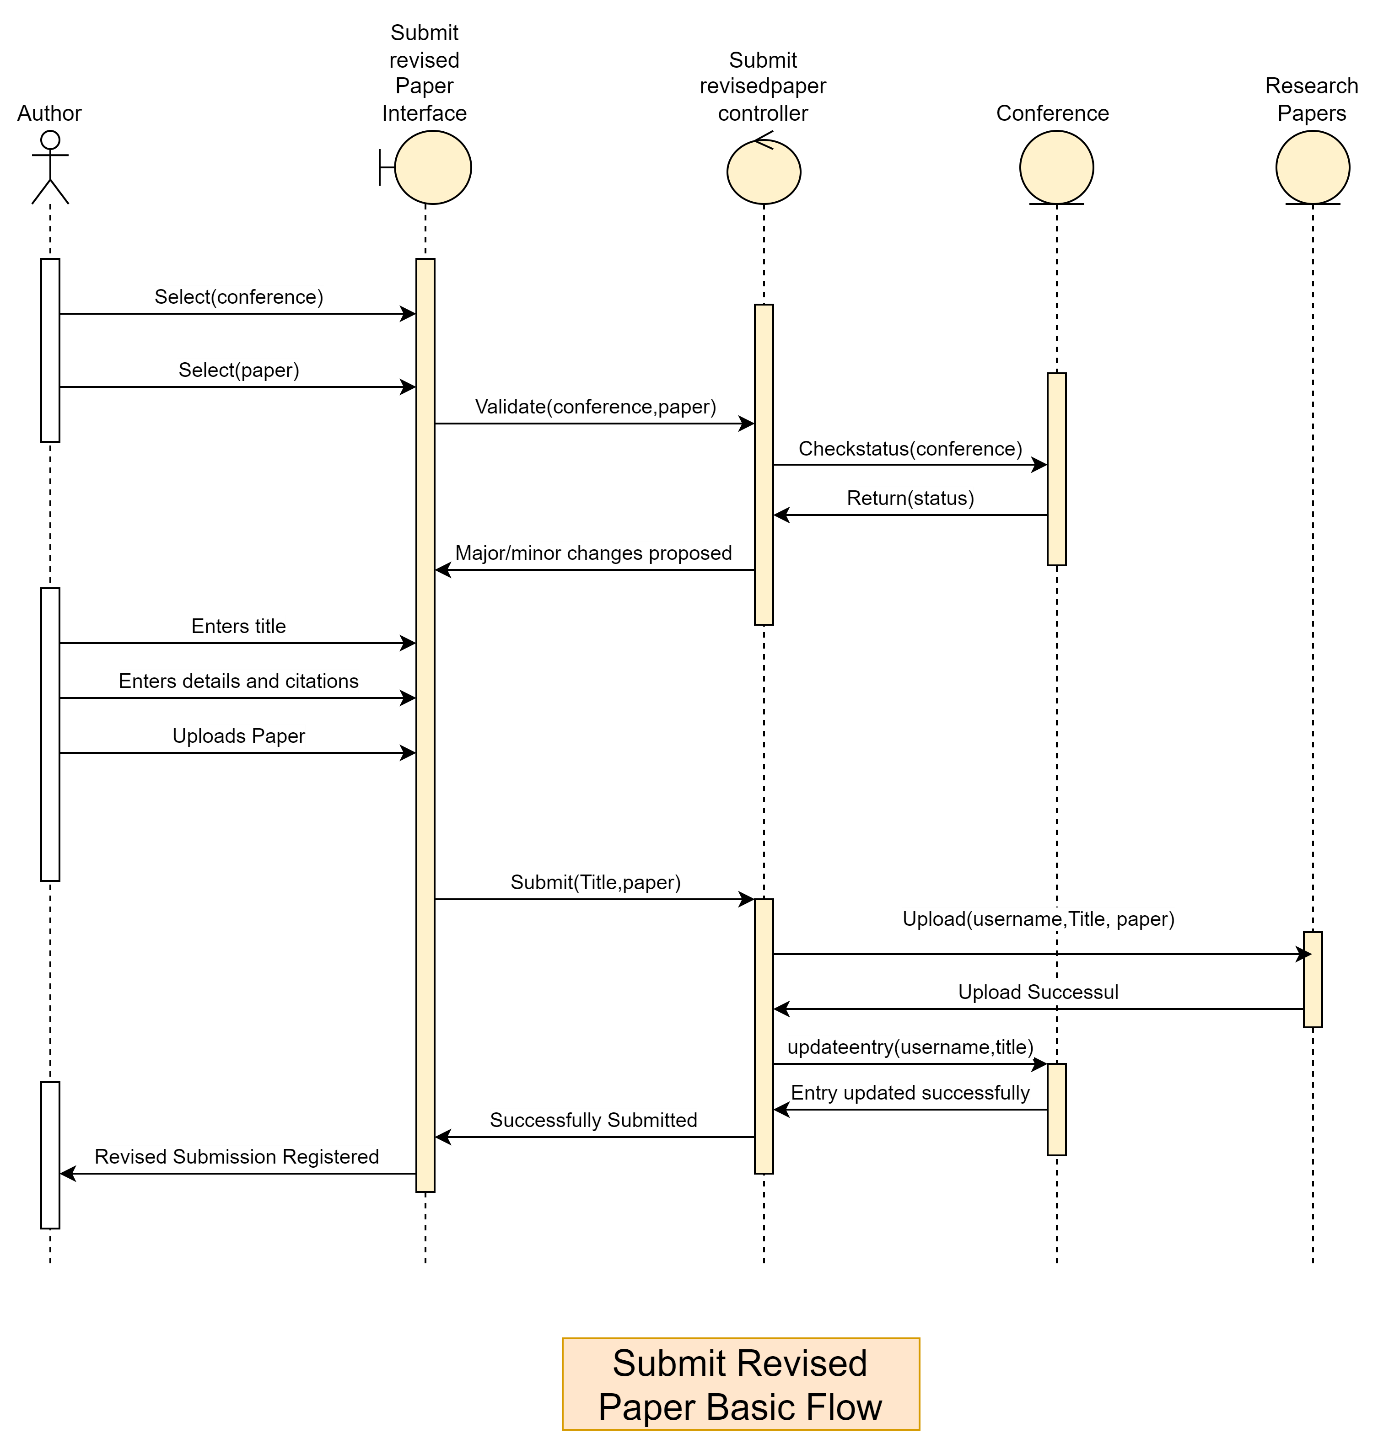 Submit
revised
Paper
Interface
Submit
revisedpaper
controller
Research
Papers
Author
Conference
Select(conference)
Select(paper)
Validate(conference,paper)
Checkstatus(conference)
Return(status)
Major/minor changes proposed
Enters title
Enters details and citations
Uploads Paper
Submit(Title,paper)
Upload(username,Title, paper)
Upload Successul
updateentry(username,title)
Entry updated successfully
Successfully Submitted
Revised Submission Registered
Submit Revised
Paper Basic Flow